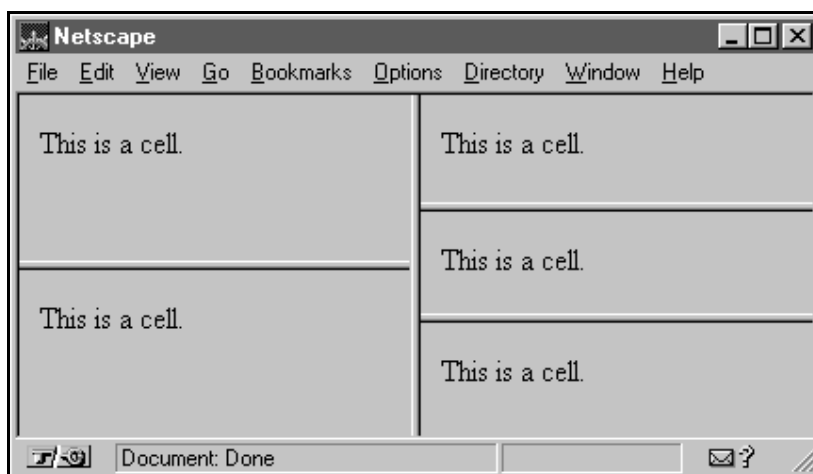 Netscape
File Edit View Go Bookmarks Options Directory Window Help
This is a cell.
This is a cell.
This is a cell.
This is a cell.
This is a cell.
Document: Done
?